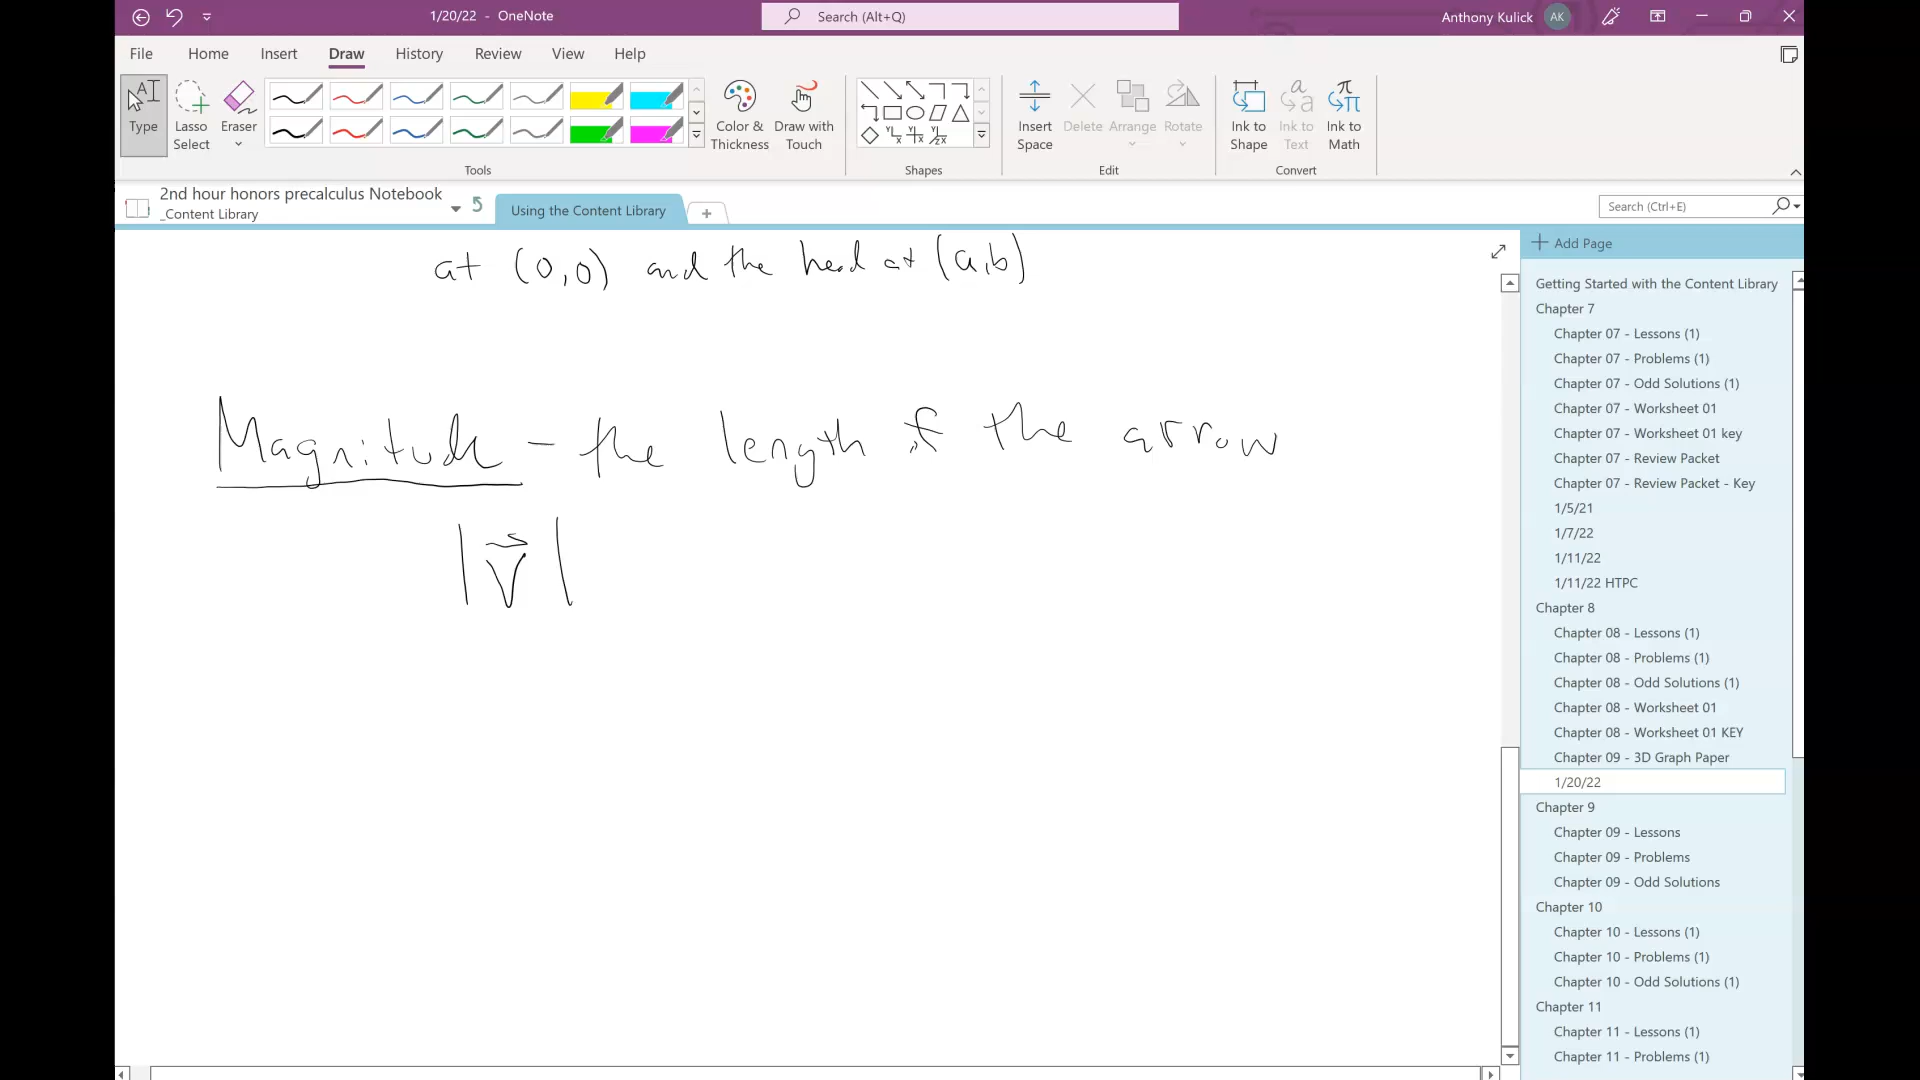 1/20/22 - OneNote
Search (Alt+Q)
Anthony Kulick
AK
File
Home
Insert
Draw
History
Review
View
Help
Type
Lasso Select
Eraser
Color & Thickness
Draw with Touch
Insert Space
Delete
Arrange
Rotate
Ink to Shape
Ink to Text
Ink to Math
Tools
Shapes
Edit
Convert
2nd hour honors precalculus Notebook
_Content Library
Using the Content Library
Search (Ctrl+E)
at (0,0) and the head at (a,b)
Magnitude - the length of the arrow
|v⃗|
Add Page
Getting Started with the Content Library
Chapter 7
Chapter 07 - Lessons (1)
Chapter 07 - Problems (1)
Chapter 07 - Odd Solutions (1)
Chapter 07 - Worksheet 01
Chapter 07 - Worksheet 01 key
Chapter 07 - Review Packet
Chapter 07 - Review Packet - Key
1/5/21
1/7/22
1/11/22
1/11/22 HTPC
Chapter 8
Chapter 08 - Lessons (1)
Chapter 08 - Problems (1)
Chapter 08 - Odd Solutions (1)
Chapter 08 - Worksheet 01
Chapter 08 - Worksheet 01 KEY
Chapter 09 - 3D Graph Paper
1/20/22
Chapter 9
Chapter 09 - Lessons
Chapter 09 - Problems
Chapter 09 - Odd Solutions
Chapter 10
Chapter 10 - Lessons (1)
Chapter 10 - Problems (1)
Chapter 10 - Odd Solutions (1)
Chapter 11
Chapter 11 - Lessons (1)
Chapter 11 - Problems (1)